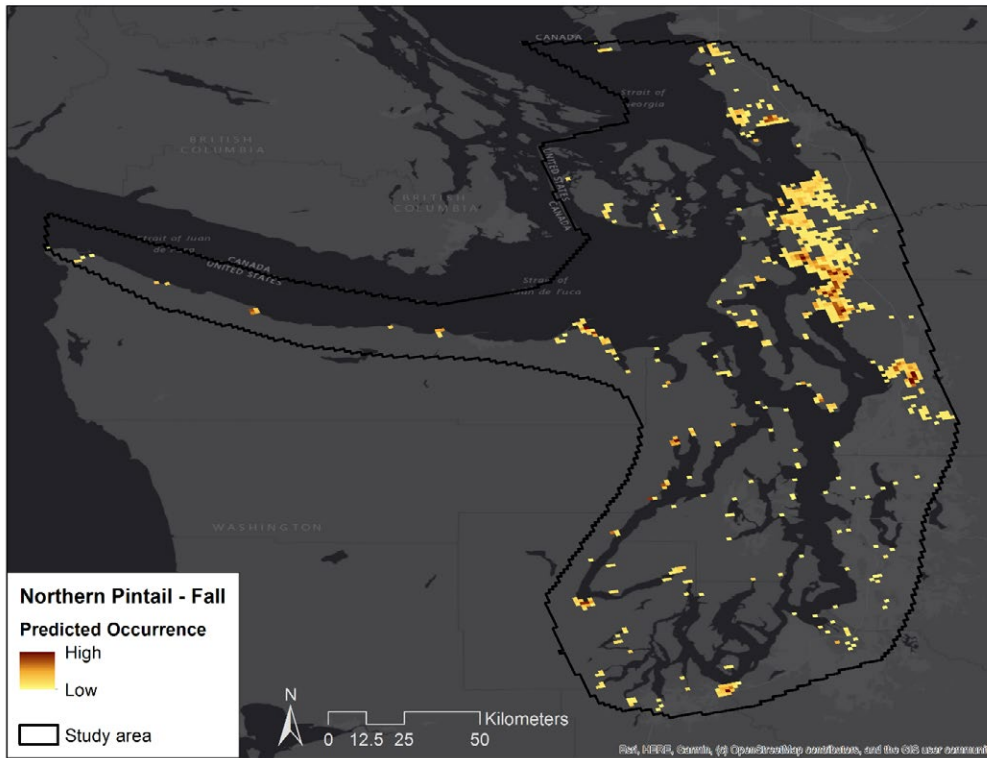 CANADA
Strait of
Georgia
BRITISH
COLUMBIA
UNITED STATES
CANADA
BRITISH
COLUMBIA
Strait of Juan
de Fuca
CANADA
UNITED STATES
Strait of
Juan de Fuca
WASHINGTON
Northern Pintail - Fall
Predicted Occurrence
High
Low
Study area
N
0 12.5 25 50
Kilometers
Esri, HERE, Garmin, (c) OpenStreetMap contributors, and the GIS user communit